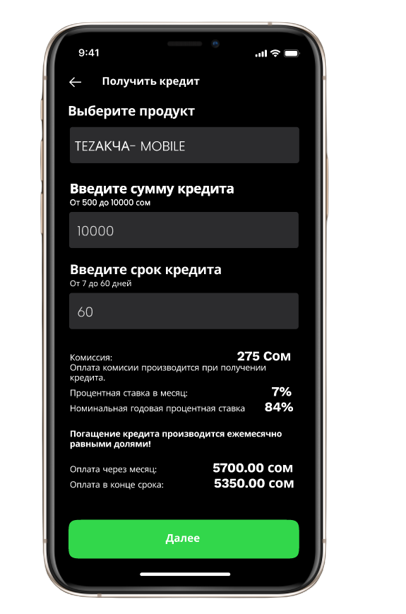 9:41
Получить кредит
Выберите продукт
TEZАКЧА- MOBILE
Введите сумму кредита
От 500 до 10000 сом
10000
Введите срок кредита
От 7 до 60 дней
60
Комиссия: 275 Сом
Оплата комисии производится при получении
кредита.
Процентная ставка в месяц: 7%
Номинальная годовая процентная ставка 84%
Погащение кредита производится ежемесячно
равными долями!
Оплата через месяц: 5700.00 сом
Оплата в конце срока: 5350.00 сом
Далее